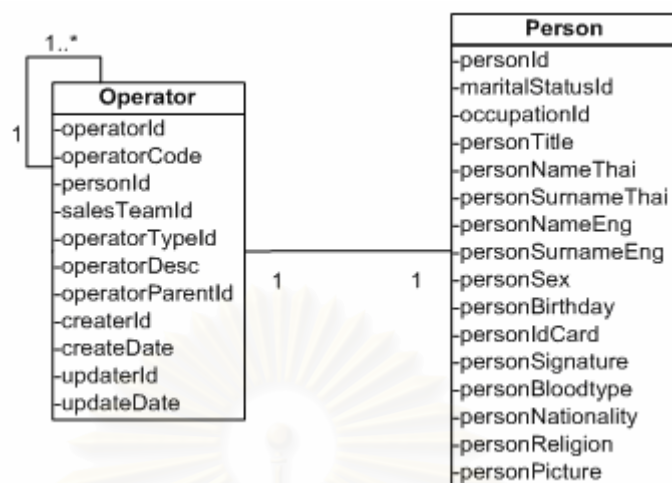 1..*
1
Operator
-operatorId
-operatorCode
-personId
-salesTeamId
-operatorTypeId
-operatorDesc
-operatorParentId
-createrId
-createDate
-updaterId
-updateDate
1
1
Person
-personId
-maritalStatusId
-occupationId
-personTitle
-personNameThai
-personSurnameThai
-personNameEng
-personSurnameEng
-personSex
-personBirthday
-personIdCard
-personSignature
-personBloodtype
-personNationality
-personReligion
-personPicture